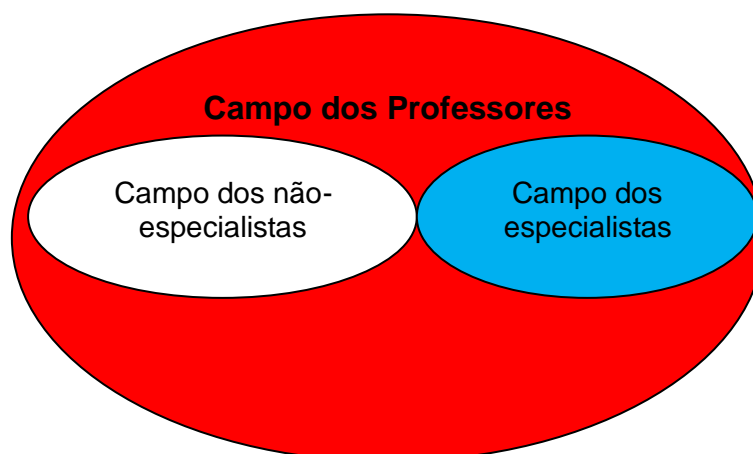 Campo dos Professores
Campo dos não-
especialistas
Campo dos
especialistas